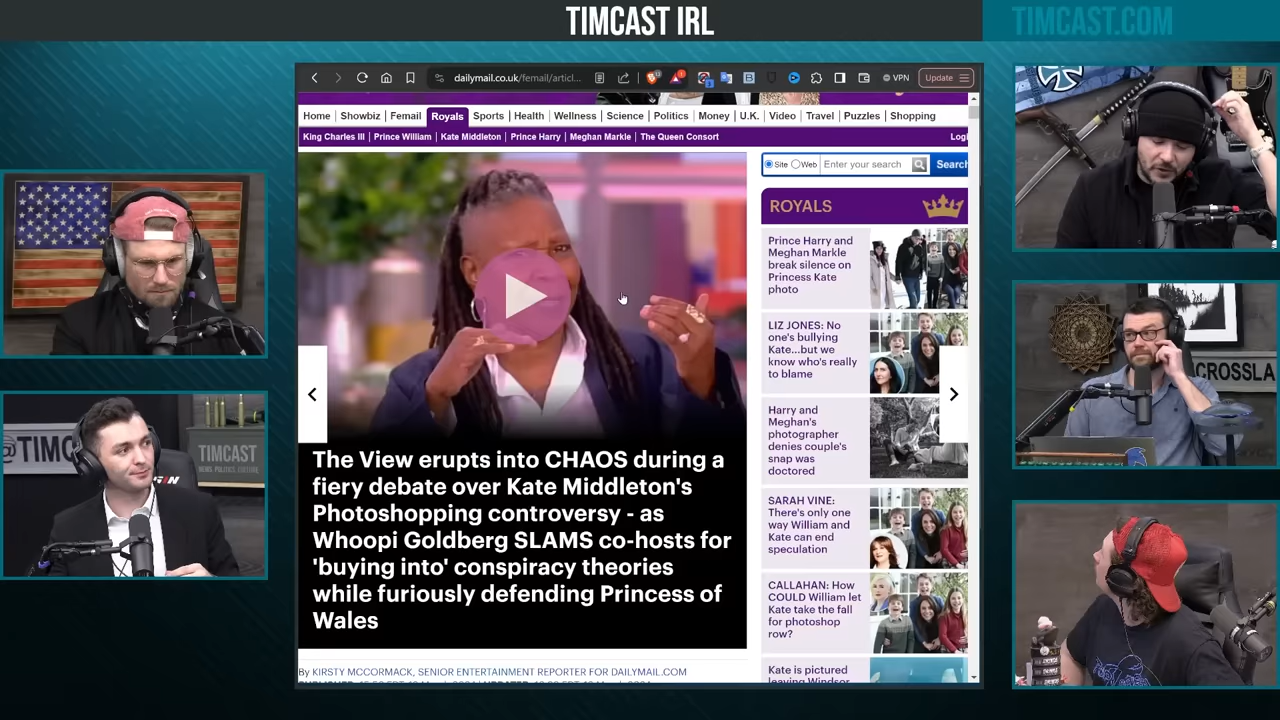 TIMCAST IRL
TIMCAST.COM
dailymail.co.uk/femail/articl...
VPN
Update
Home | Showbiz | Femail | Royals | Sports | Health | Wellness | Science | Politics | Money | U.K. | Video | Travel | Puzzles | Shopping
King Charles III | Prince William | Kate Middleton | Prince Harry | Meghan Markle | The Queen Consort
Logi
Site Web Enter your search Search
ROYALS
Prince Harry and
Meghan Markle
break silence on
Princess Kate
photo
LIZ JONES: No
one's bullying
Kate...but we
know who's really
to blame
Harry and
Meghan's
photographer
denies couple's
snap was
doctored
SARAH VINE:
There's only one
way William and
Kate can end
speculation
CALLAHAN: How
COULD William let
Kate take the fall
for photoshop
row?
Kate is pictured
leaving Windsor
The View erupts into CHAOS during a
fiery debate over Kate Middleton's
Photoshopping controversy - as
Whoopi Goldberg SLAMS co-hosts for
'buying into' conspiracy theories
while furiously defending Princess of
Wales
By KIRSTY MCCORMACK, SENIOR ENTERTAINMENT REPORTER FOR DAILYMAIL.COM
@TIMC
TIMCAST
NEWS. POLITICS. CULTURE
CROSSLA